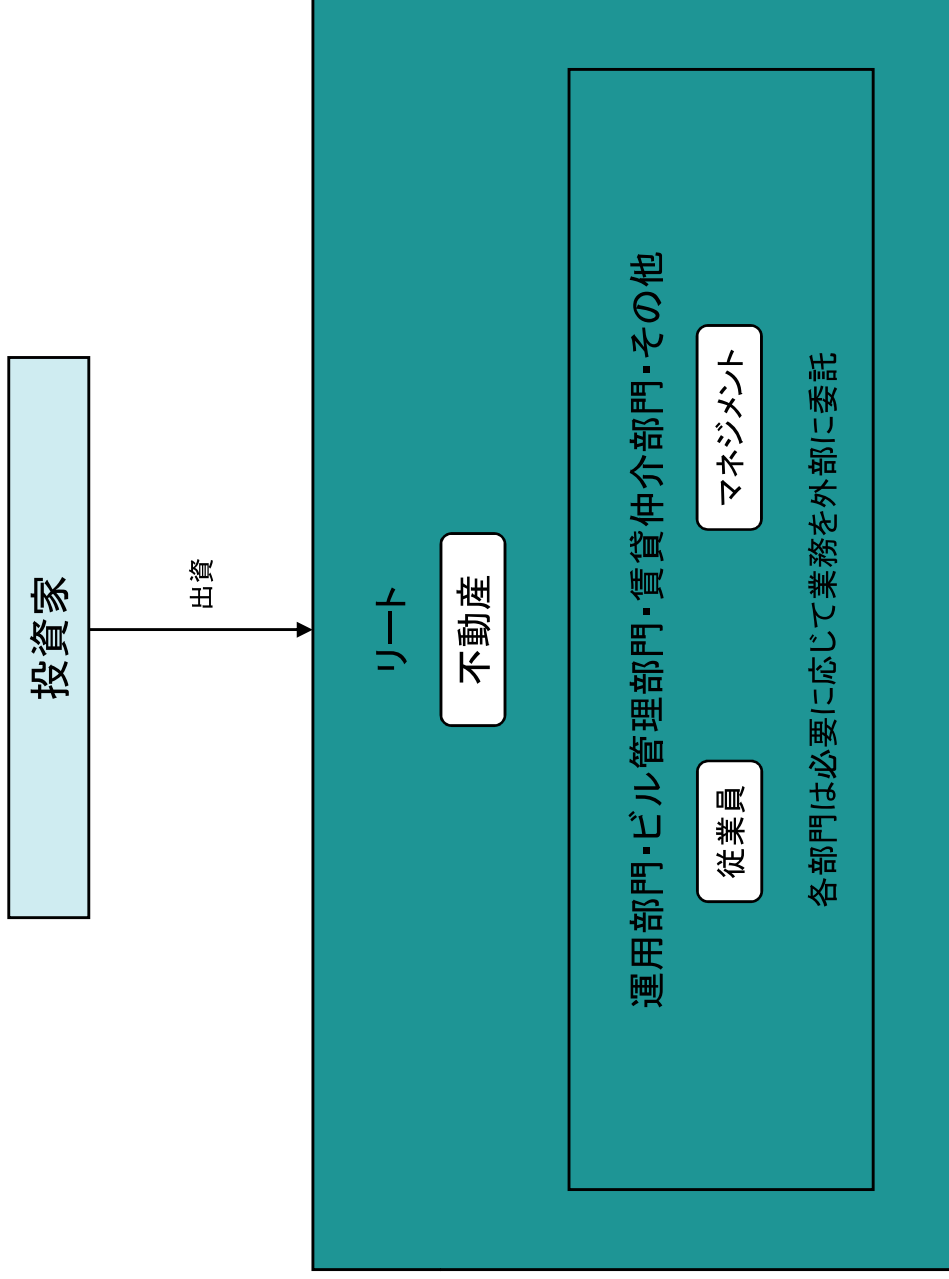 投資家
出資
リート
不動産
運用部門・ビル管理部門・賃貸仲介部門・その他
従業員
マネジメント
各部門は必要に応じて業務を外部に委託